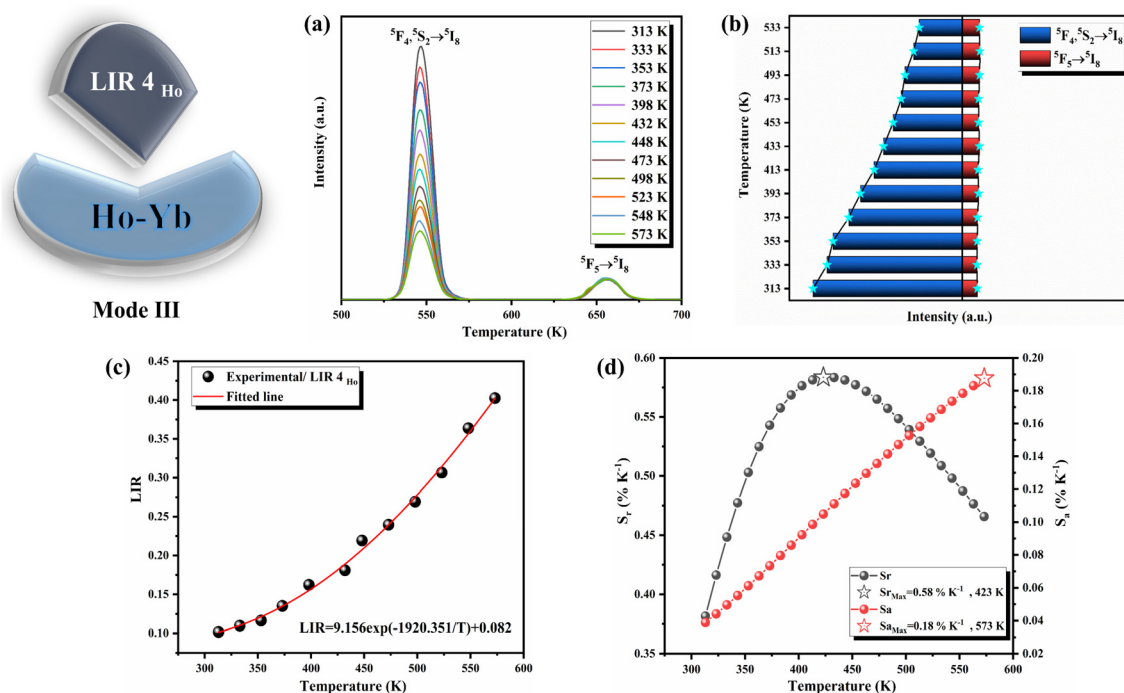 LIR 4 Ho
Ho-Yb
Mode III
(a)
⁵F₄,⁵S₂→⁵I₈
⁵F₅→⁵I₈
Intensity (a.u.)
313 K
333 K
353 K
373 K
398 K
432 K
448 K
473 K
498 K
523 K
548 K
573 K
500 550 600 650 700
Temperature (K)
(b)
Temperature (K)
533
513
493
473
453
433
413
393
373
353
333
313
⁵F₄,⁵S₂→⁵I₈
⁵F₅→⁵I₈
Intensity (a.u.)
(c)
LIR
0.45
0.40
0.35
0.30
0.25
0.20
0.15
0.10
Experimental/ LIR 4 Ho
Fitted line
LIR=9.156exp(-1920.351/T)+0.082
300 350 400 450 500 550 600
Temperature (K)
(d)
Sr (% K⁻¹)
0.60
0.55
0.50
0.45
0.40
0.35
Sr
SrMax=0.58 % K⁻¹ , 423 K
Sa
SaMax=0.18 % K⁻¹ , 573 K
0.20
0.18
0.16
0.14
0.12
0.10
0.08
0.06
0.04
0.02
Sa (% K⁻¹)
300 350 400 450 500 550 600
Temperature (K)